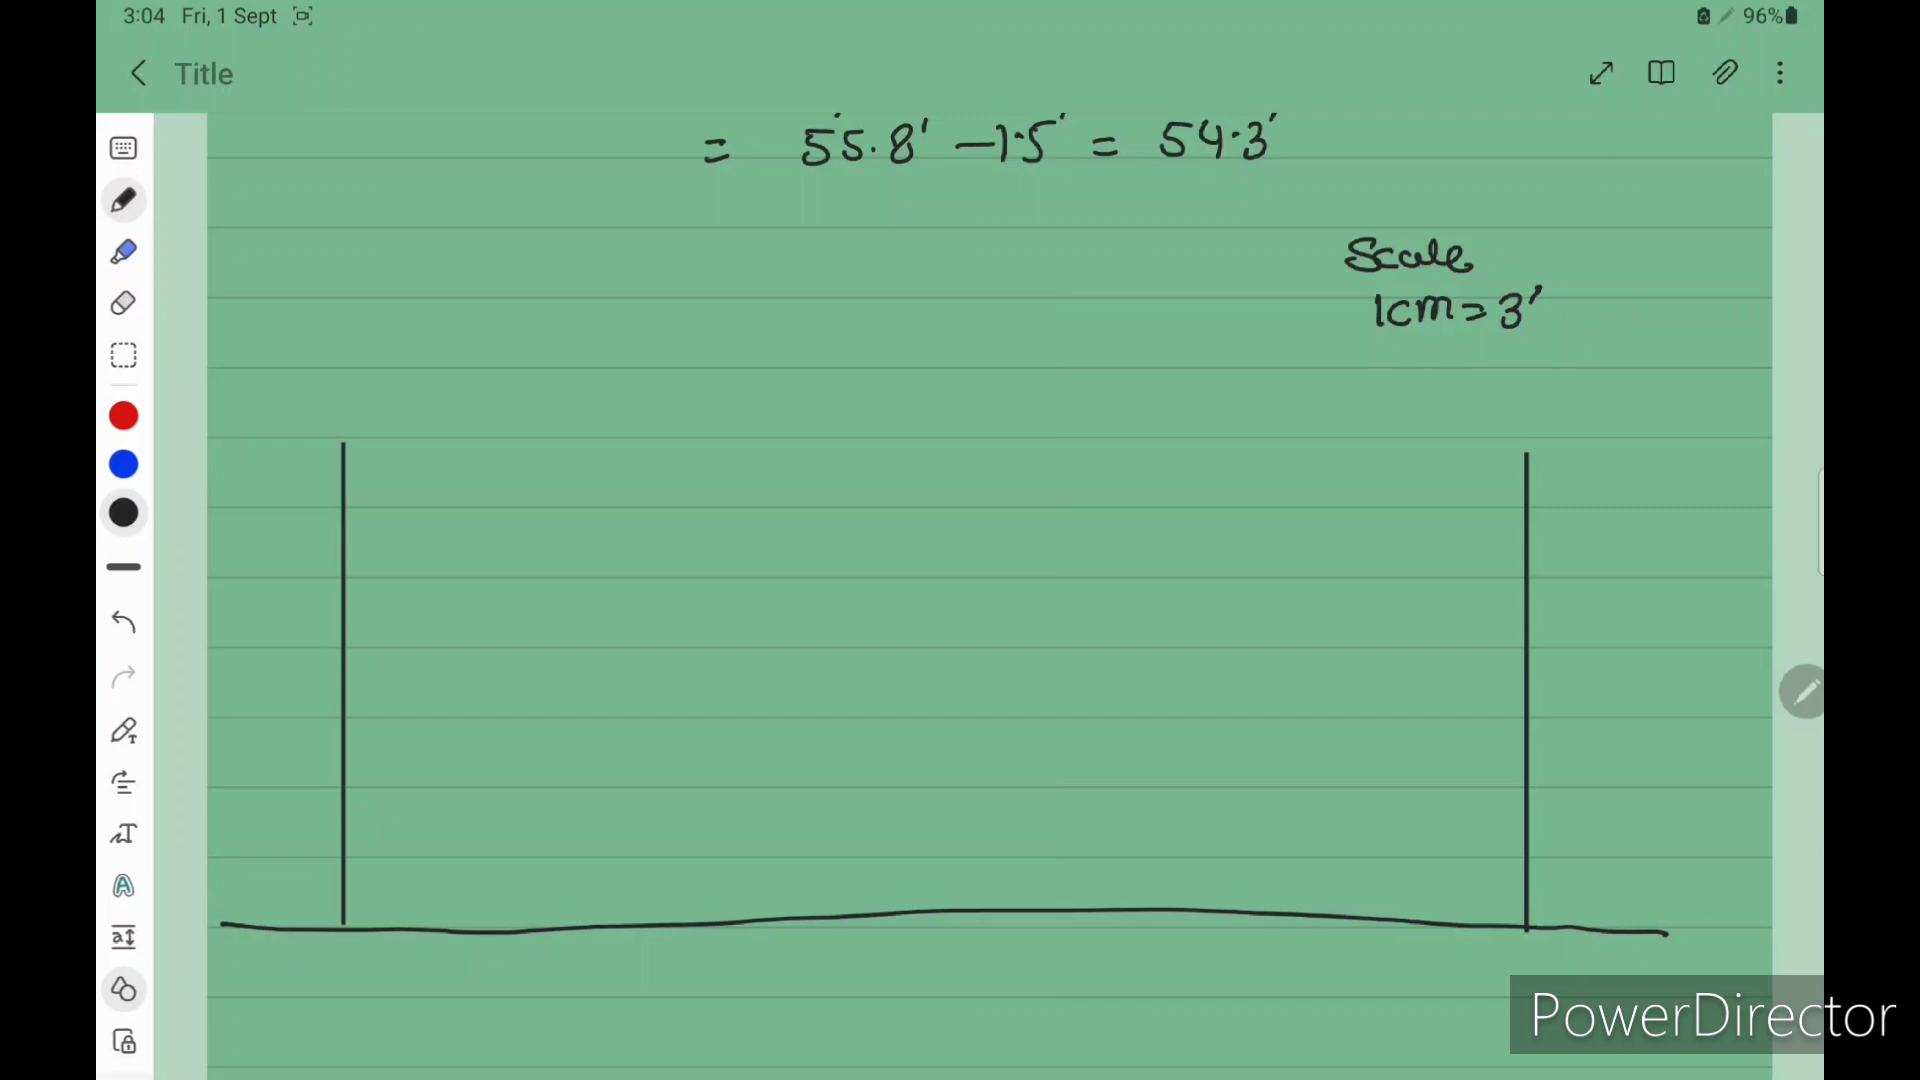 3:04 Fri, 1 Sept 96%
Title
= 55.8' -1.5' = 54.3'
Scale
1cm = 3'
T
T
A
a
PowerDirector